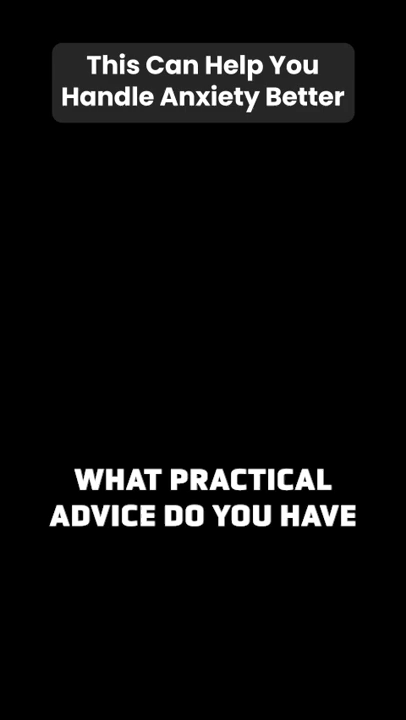 This Can Help You
Handle Anxiety Better
WHAT PRACTICAL
ADVICE DO YOU HAVE